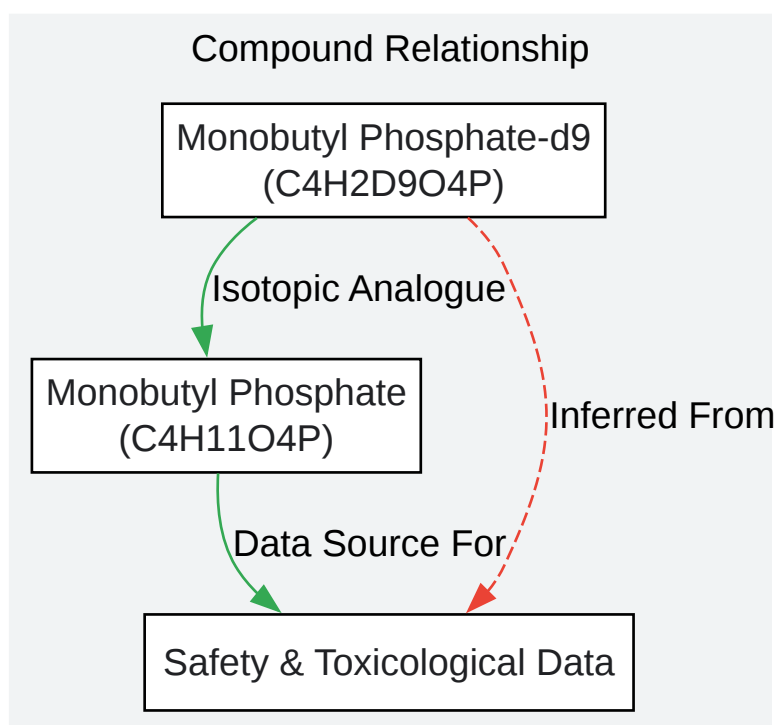 Compound Relationship
Monobutyl Phosphate-d9
(C4H2D9O4P)
Isotopic Analogue
Monobutyl Phosphate
(C4H11O4P)
Inferred From
Data Source For
Safety & Toxicological Data